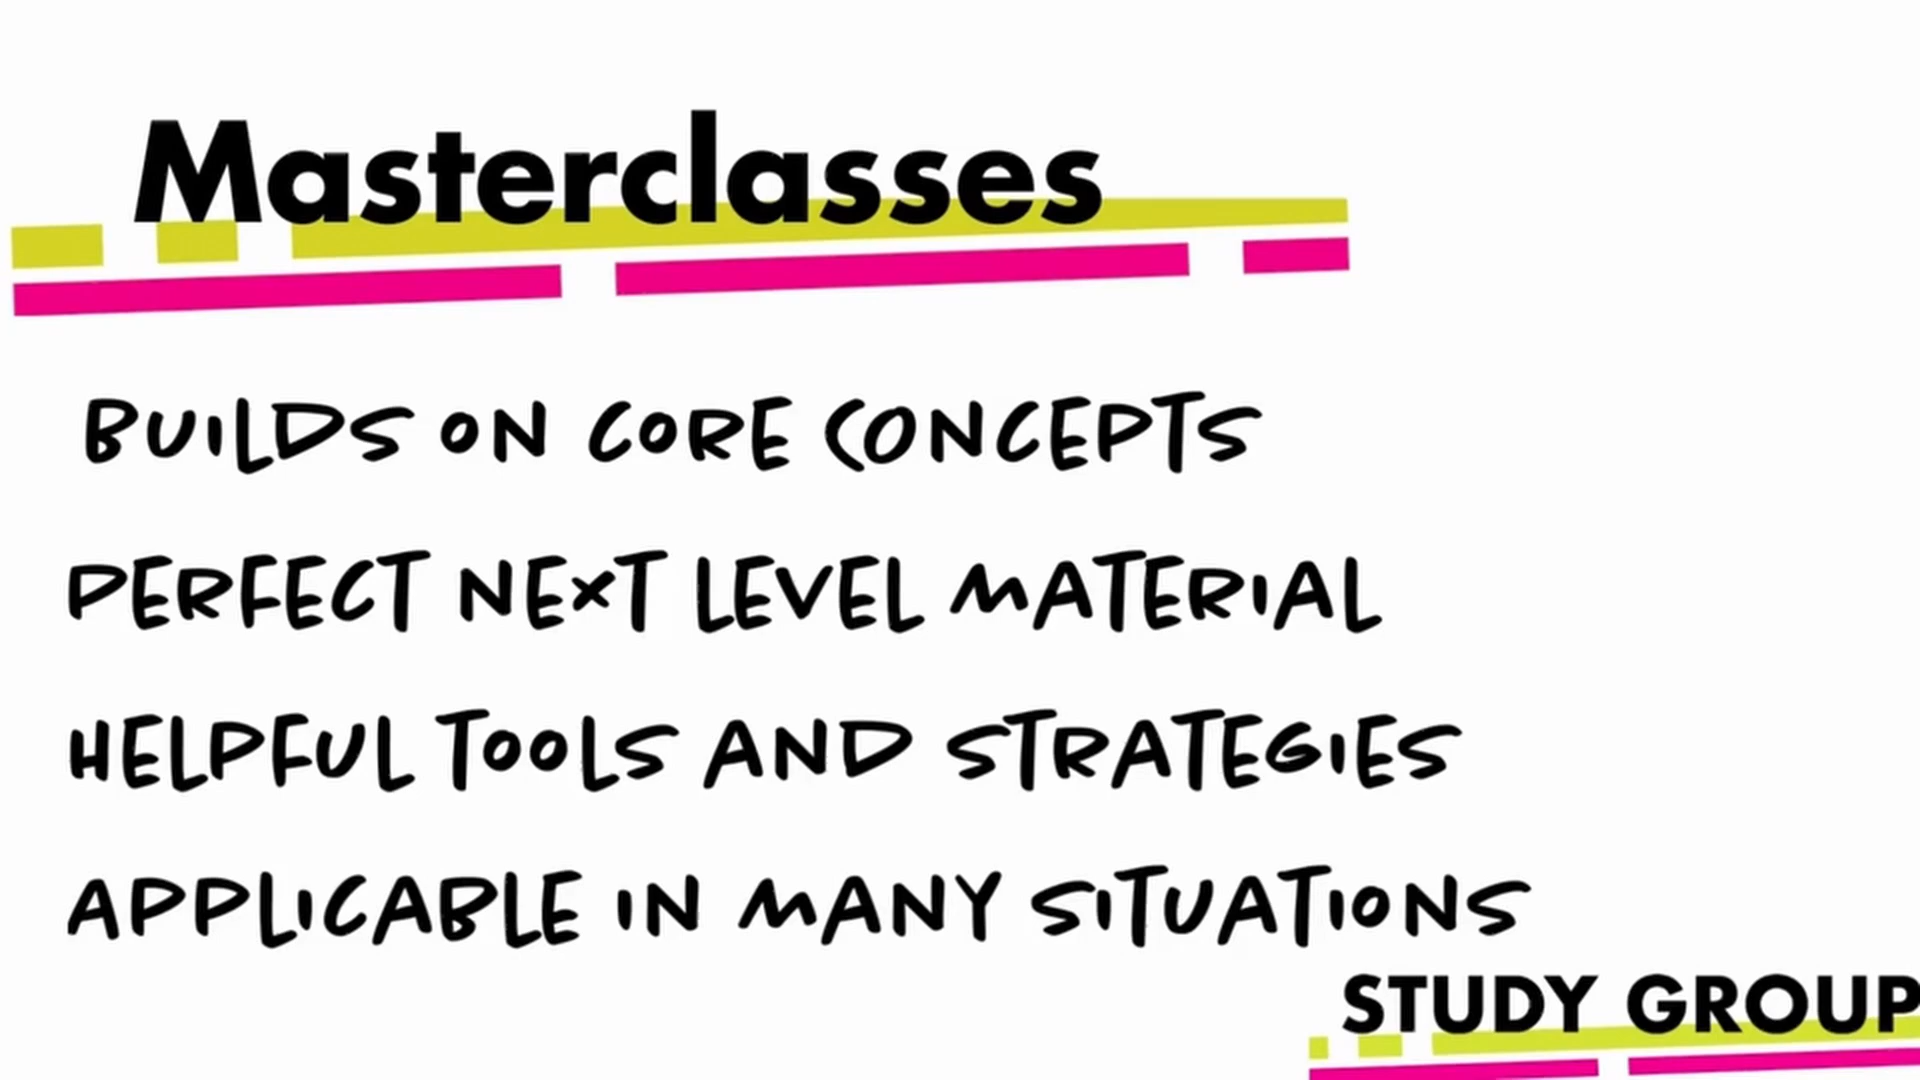 Masterclasses
BUILDS ON CORE CONCEPTS
PERFECT NEXT LEVEL MATERIAL
HELPFUL TOOLS AND STRATEGIES
APPLICABLE IN MANY SITUATIONS
STUDY GROUP